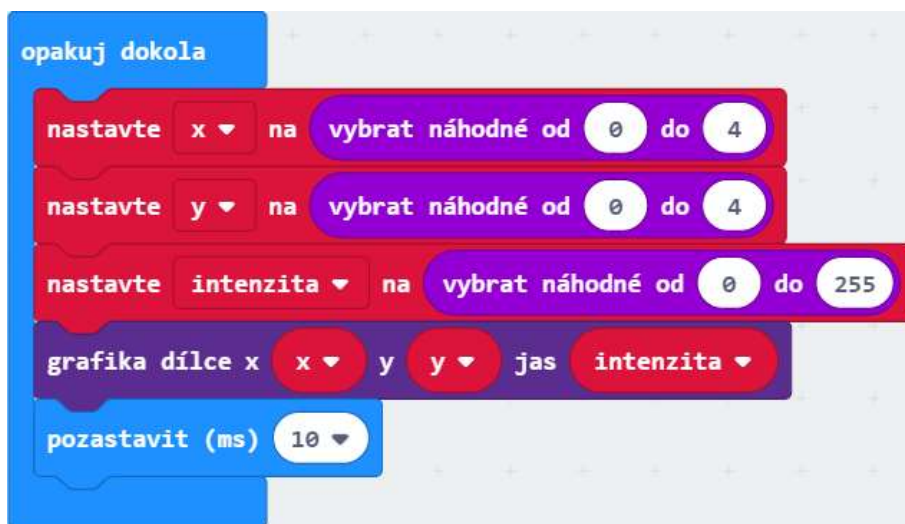 opakuj dokola
nastavte x na vybrat náhodné od 0 do 4
nastavte y na vybrat náhodné od 0 do 4
nastavte intenzita na vybrat náhodné od 0 do 255
grafika dílce x x y y jas intenzita
pozastavit (ms) 10